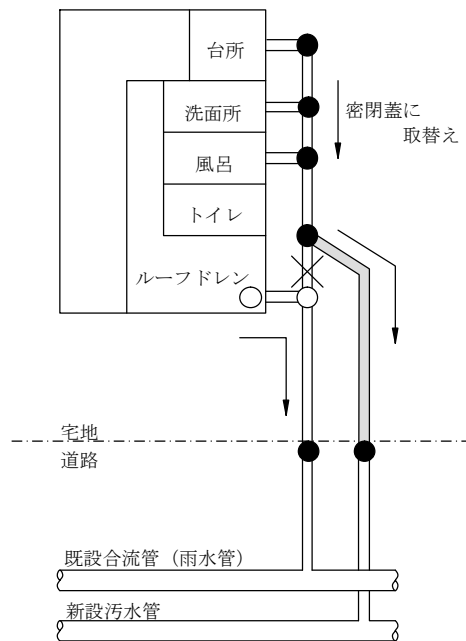 台所
洗面所
密閉蓋に
取替え
風呂
トイレ
ルーフドレン
宅地
道路
既設合流管（雨水管）
新設汚水管